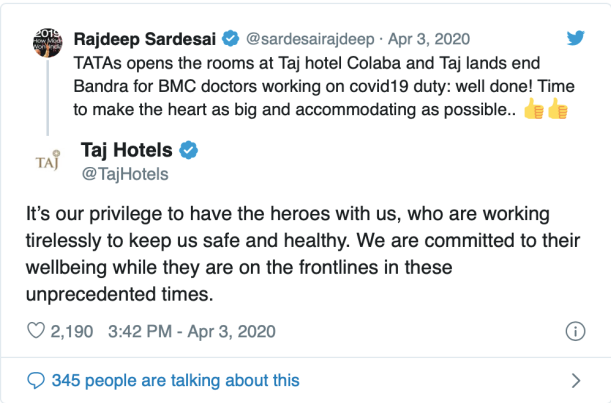 Rajdeep Sardesai @sardesairajdeep · Apr 3, 2020
TATAs opens the rooms at Taj hotel Colaba and Taj lands end
Bandra for BMC doctors working on covid19 duty: well done! Time
to make the heart as big and accommodating as possible.. 👍👍
TAJ
Taj Hotels
@TajHotels
It’s our privilege to have the heroes with us, who are working
tirelessly to keep us safe and healthy. We are committed to their
wellbeing while they are on the frontlines in these
unprecedented times.
2,190 3:42 PM - Apr 3, 2020
345 people are talking about this